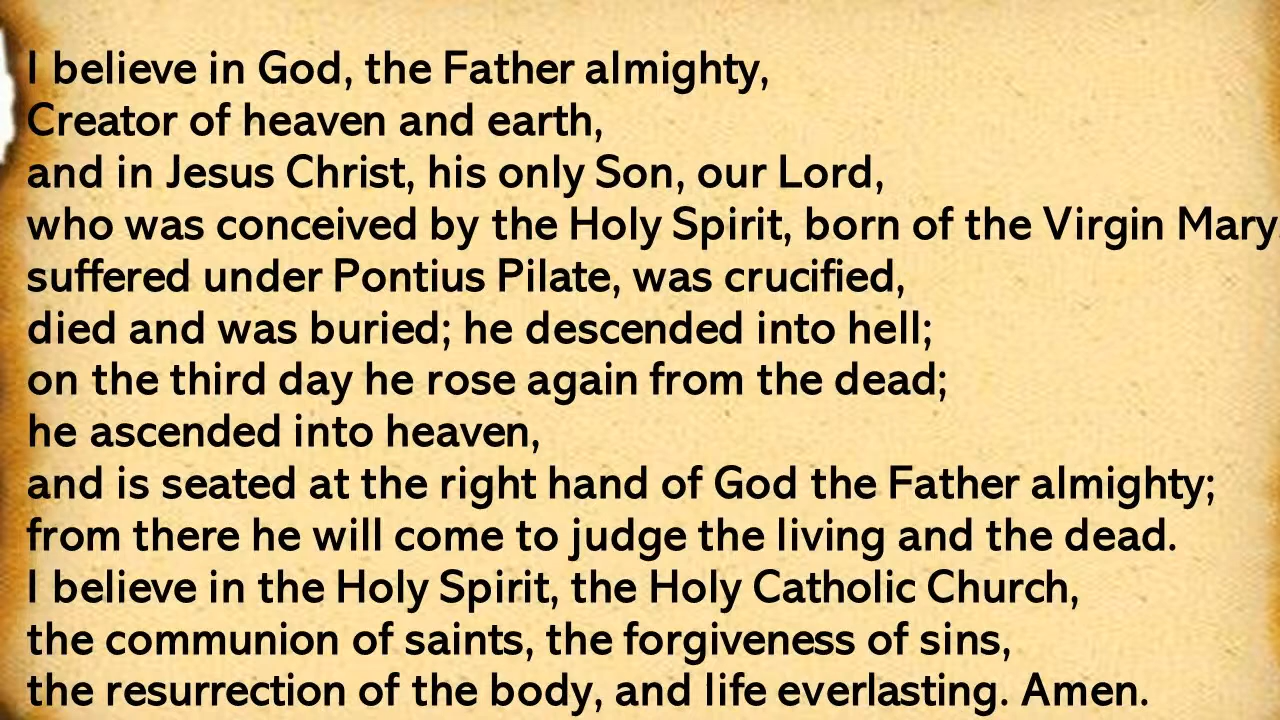 I believe in God, the Father almighty,
Creator of heaven and earth,
and in Jesus Christ, his only Son, our Lord,
who was conceived by the Holy Spirit, born of the Virgin Mary,
suffered under Pontius Pilate, was crucified,
died and was buried; he descended into hell;
on the third day he rose again from the dead;
he ascended into heaven,
and is seated at the right hand of God the Father almighty;
from there he will come to judge the living and the dead.
I believe in the Holy Spirit, the Holy Catholic Church,
the communion of saints, the forgiveness of sins,
the resurrection of the body, and life everlasting. Amen.